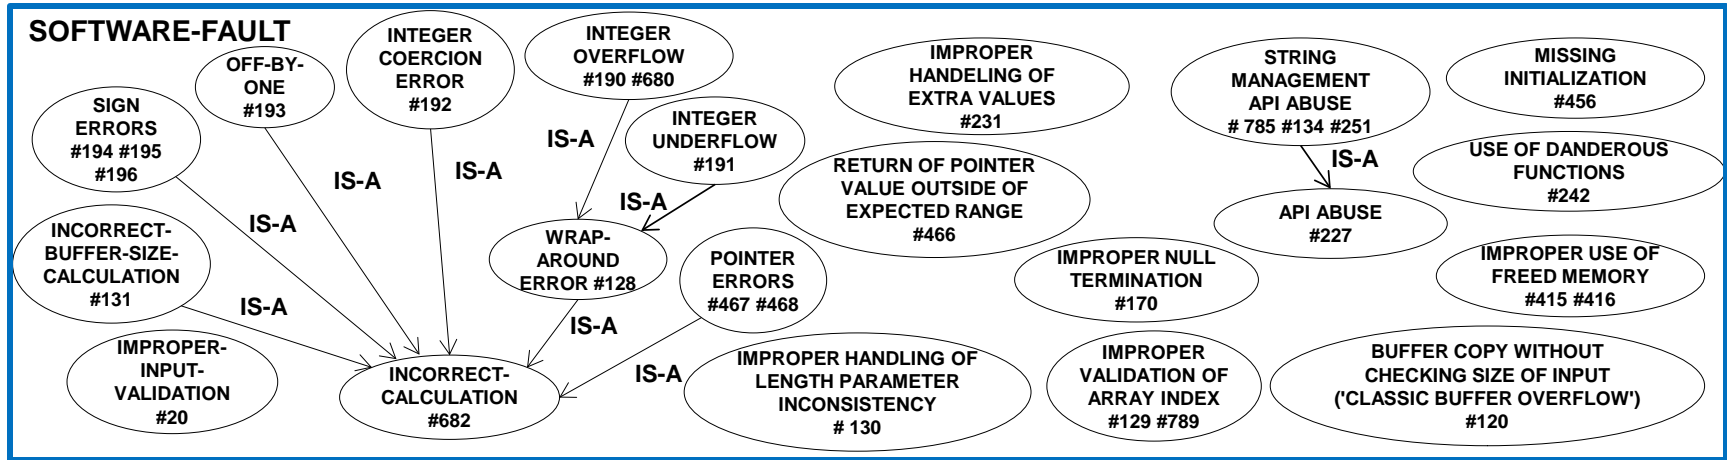 SOFTWARE-FAULT
SIGN
ERRORS
#194 #195
#196
OFF-BY-
ONE
#193
INTEGER
COERCION
ERROR
#192
INTEGER
OVERFLOW
#190 #680
INTEGER
UNDERFLOW
#191
IMPROPER
HANDELING OF
EXTRA VALUES
#231
STRING
MANAGEMENT
API ABUSE
# 785 #134 #251
MISSING
INITIALIZATION
#456
IS-A
IS-A
IS-A
IS-A
IS-A
IS-A
RETURN OF POINTER
VALUE OUTSIDE OF
EXPECTED RANGE
#466
API ABUSE
#227
USE OF DANDEROUS
FUNCTIONS
#242
INCORRECT-
BUFFER-SIZE-
CALCULATION
#131
WRAP-
AROUND
ERROR #128
POINTER
ERRORS
#467 #468
IMPROPER NULL
TERMINATION
#170
IMPROPER USE OF
FREED MEMORY
#415 #416
IS-A
IS-A
IS-A
IMPROPER-
INPUT-
VALIDATION
#20
INCORRECT-
CALCULATION
#682
IMPROPER HANDLING OF
LENGTH PARAMETER
INCONSISTENCY
# 130
IMPROPER
VALIDATION OF
ARRAY INDEX
#129 #789
BUFFER COPY WITHOUT
CHECKING SIZE OF INPUT
('CLASSIC BUFFER OVERFLOW')
#120